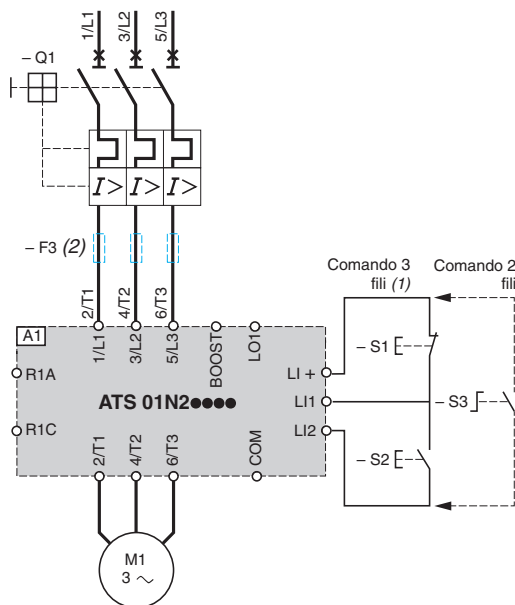 1/L1
3/L2
5/L3
– Q1
I>
I>
I>
– F3 (2)
2/T1
4/T2
6/T3
Comando 3
fili (1)
Comando 2
fili
A1
1/L1
3/L2
5/L3
BOOST
LO1
– S1
R1A
LI +
ATS 01N2●●●●
LI1
– S3
R1C
LI2
2/T1
4/T2
6/T3
COM
– S2
M1
3 ~